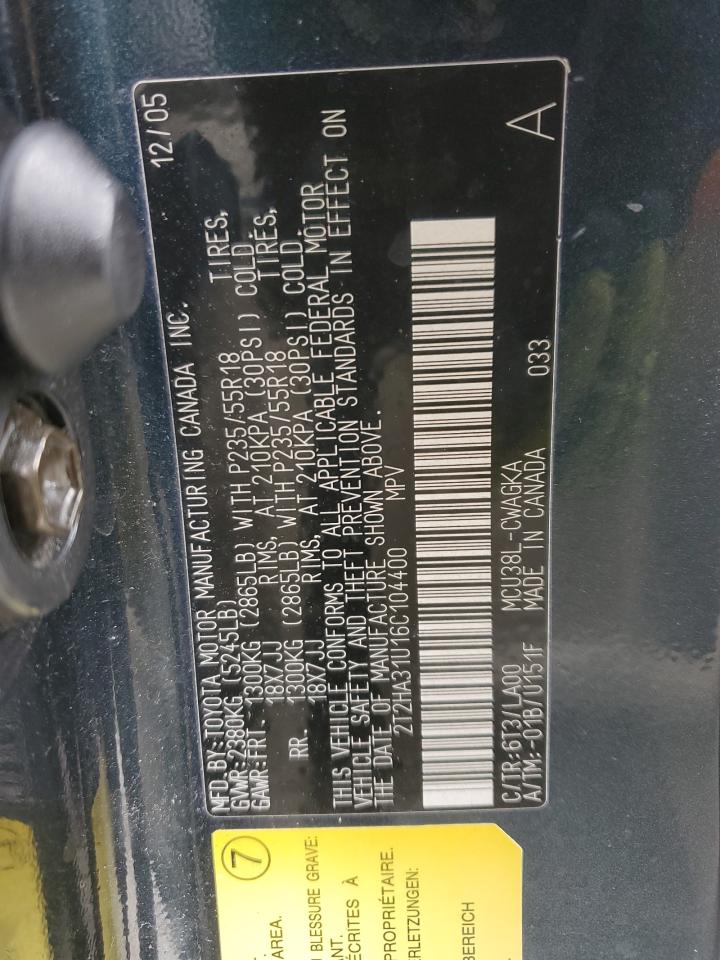 MFD BY:TOYOTA MOTOR MANUFACTURING CANADA INC. 12/05
GVWR:2380KG (5245LB)
GAWR:FRT. 1300KG (2865LB) WITH P235/55R18 TIRES,
18X7JJ RIMS, AT 210KPA (30PSI) COLD.
RR. 1300KG (2865LB) WITH P235/55R18 TIRES,
18X7JJ RIMS, AT 210KPA (30PSI) COLD.
THIS VEHICLE CONFORMS TO ALL APPLICABLE FEDERAL MOTOR
VEHICLE SAFETY AND THEFT PREVENTION STANDARDS IN EFFECT ON
THE DATE OF MANUFACTURE SHOWN ABOVE.
2T2HA31U16C104400 MPV
C/TR:6T3/LA00 MCU38L-CWAGKA
A/TM:-01B/U151F MADE IN CANADA 033 A
7
AREA.
BLESSURE GRAVE:
ANT.
ÉCRITES À
PROPRIÉTAIRE.
ERLETZUNGEN:
BEREICH